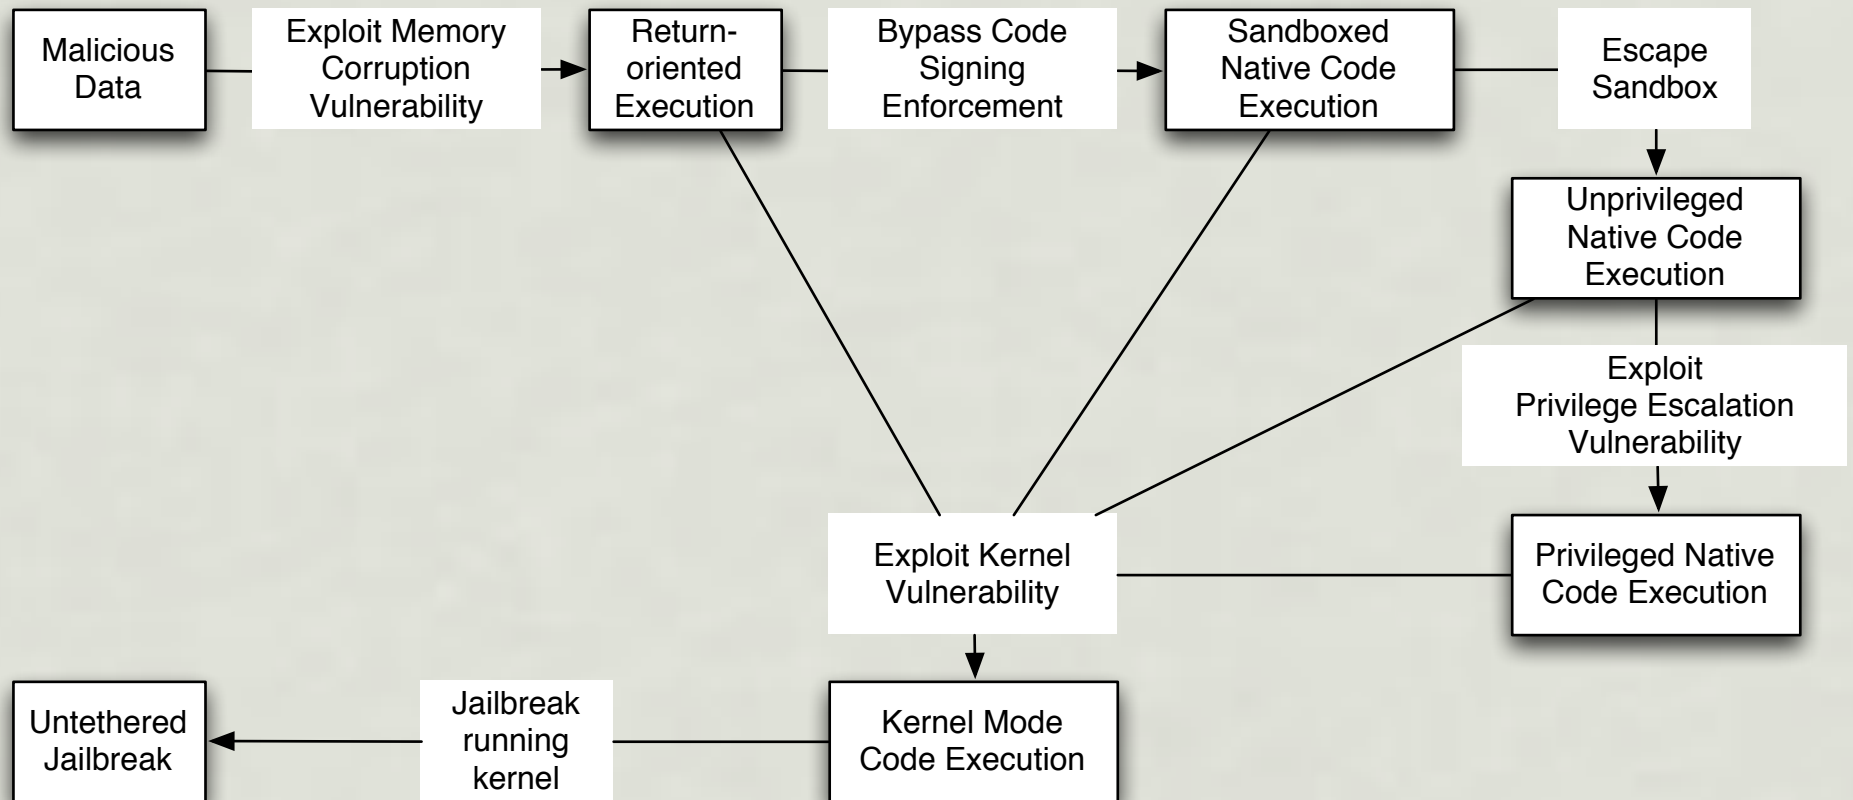 Malicious
Data
Exploit Memory
Corruption
Vulnerability
Return-
oriented
Execution
Bypass Code
Signing
Enforcement
Sandboxed
Native Code
Execution
Escape
Sandbox
Unprivileged
Native Code
Execution
Exploit
Privilege Escalation
Vulnerability
Exploit Kernel
Vulnerability
Privileged Native
Code Execution
Untethered
Jailbreak
Jailbreak
running
kernel
Kernel Mode
Code Execution